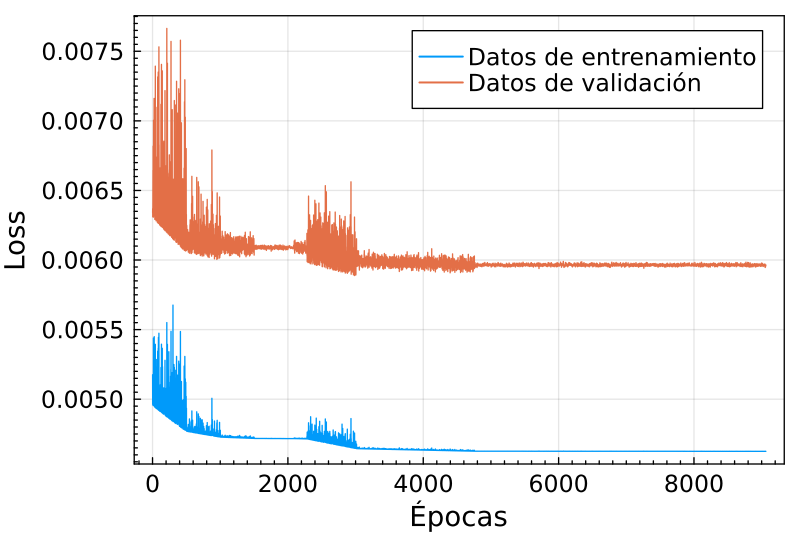 Datos de entrenamiento
Datos de validación
0.0075
0.0070
0.0065
0.0060
0.0055
0.0050
Loss
0 2000 4000 6000 8000
Épocas